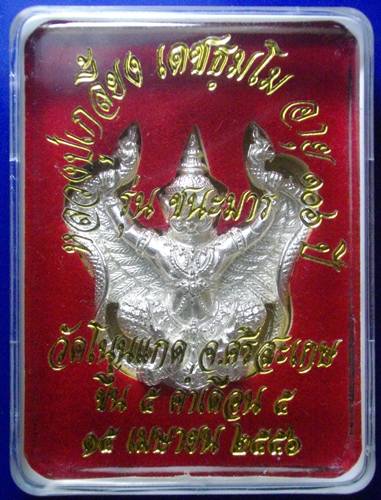 หลวงปู่เกลี้ยง เตชธมฺโม อายุ ๑๐๖ ปี
รุ่น ชนะมาร
วัดโนนแกด จ.ศรีสะเกษ
ขึ้น ๕ ค่ำเดือน ๕
๑๕ เมษายน ๒๕๕๖